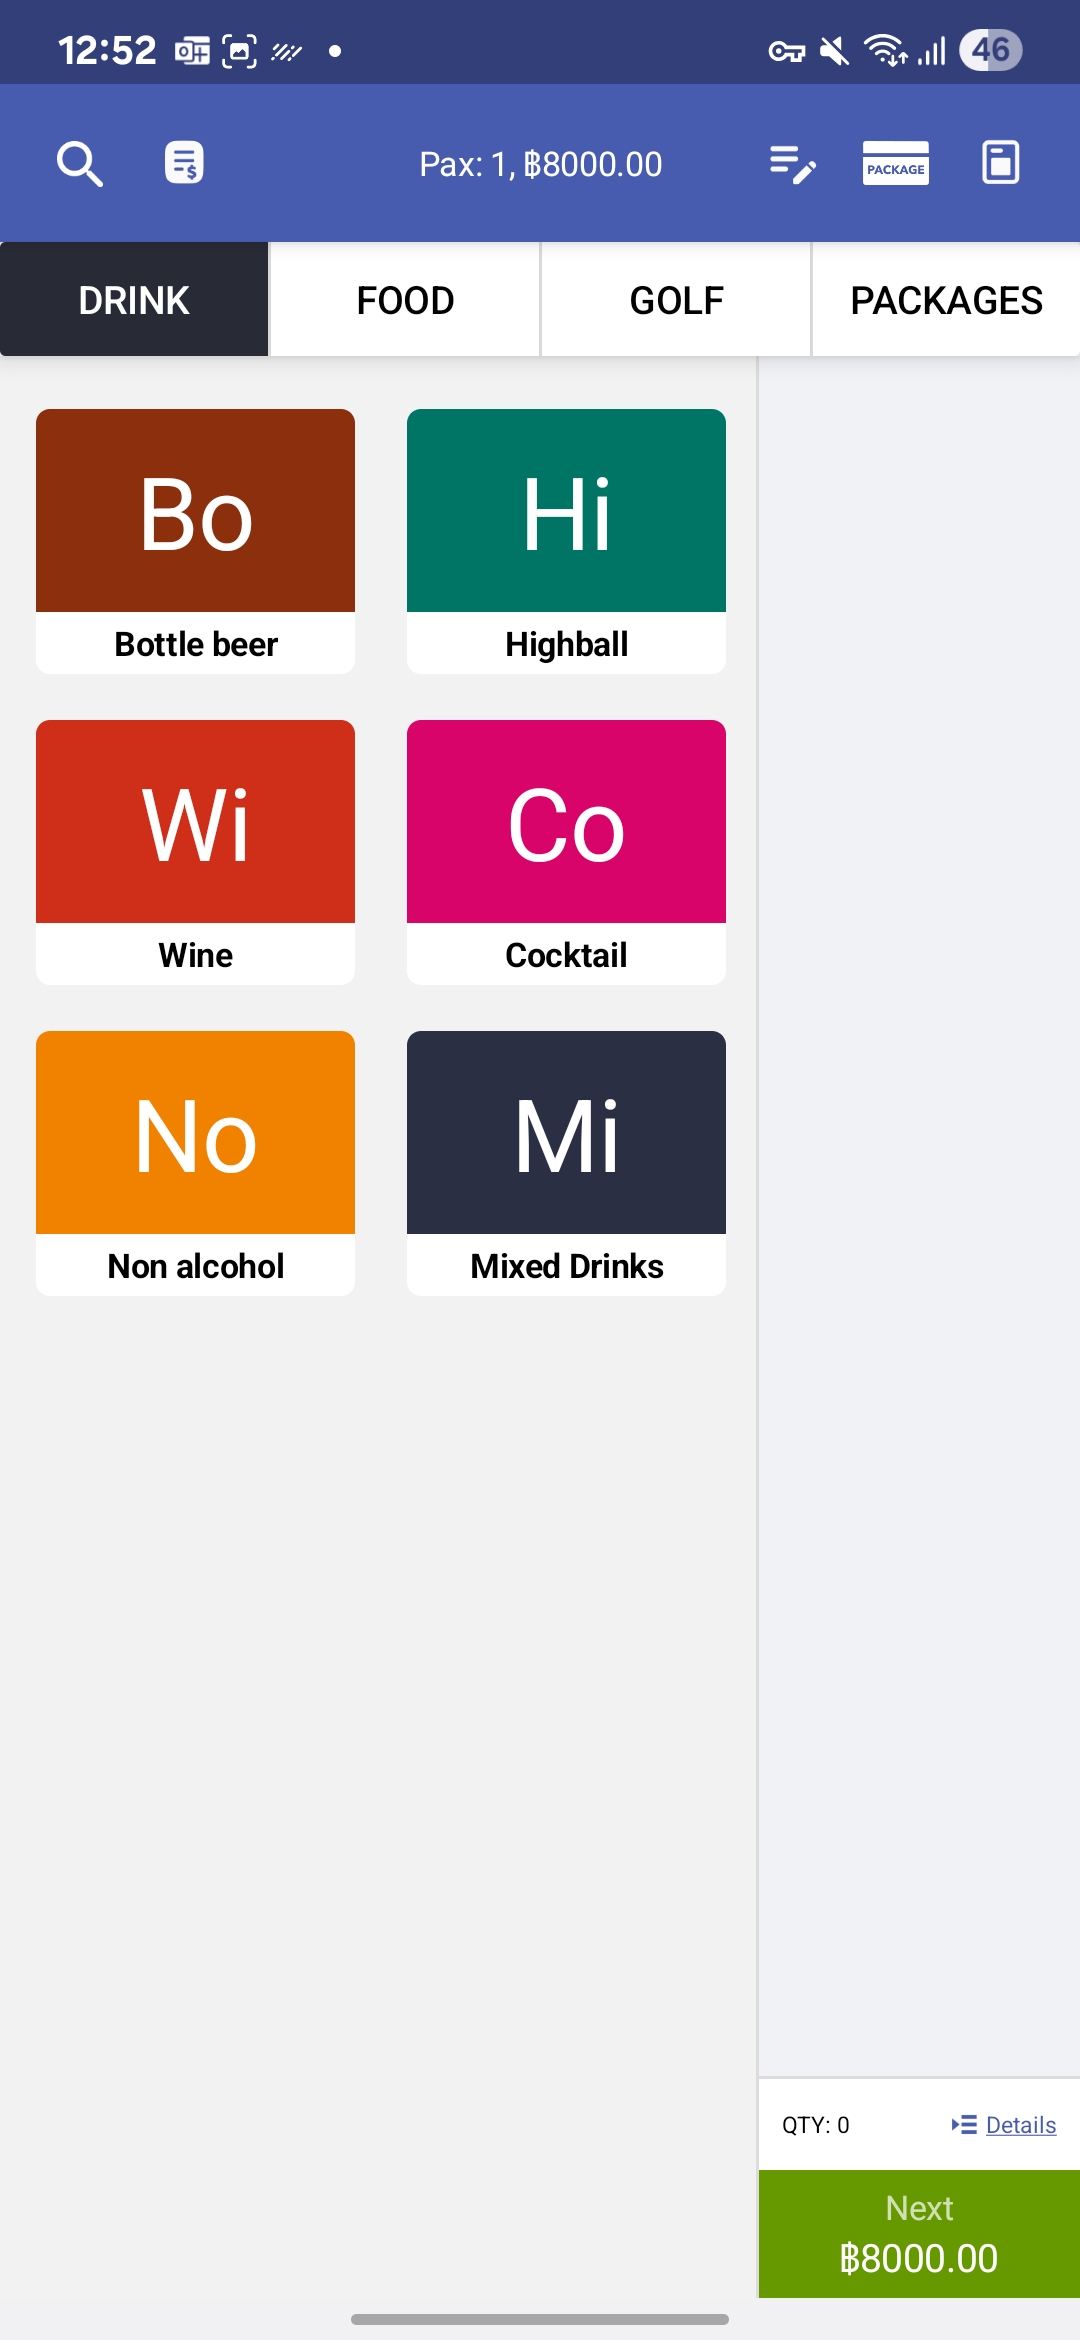 12:52
46
Pax: 1, ฿8000.00
PACKAGE
DRINK
FOOD
GOLF
PACKAGES
Bo
Hi
Bottle beer
Highball
Wi
Co
Wine
Cocktail
No
Mi
Non alcohol
Mixed Drinks
QTY: 0
Details
Next
฿8000.00